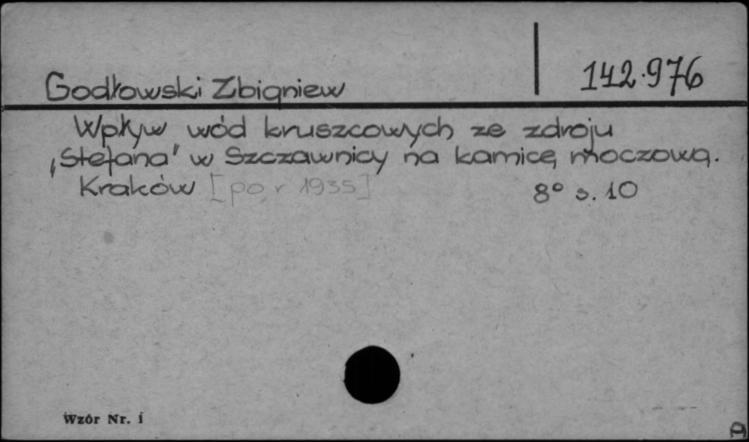 Godłowski Zbigniew 142.976
Wpływ wód kruszcowych ze zdroju
„Stefana" w Szczawnicy na kamicę moczową.
Kraków [po r 1935] 8° s. 10
Wzór Nr. 1